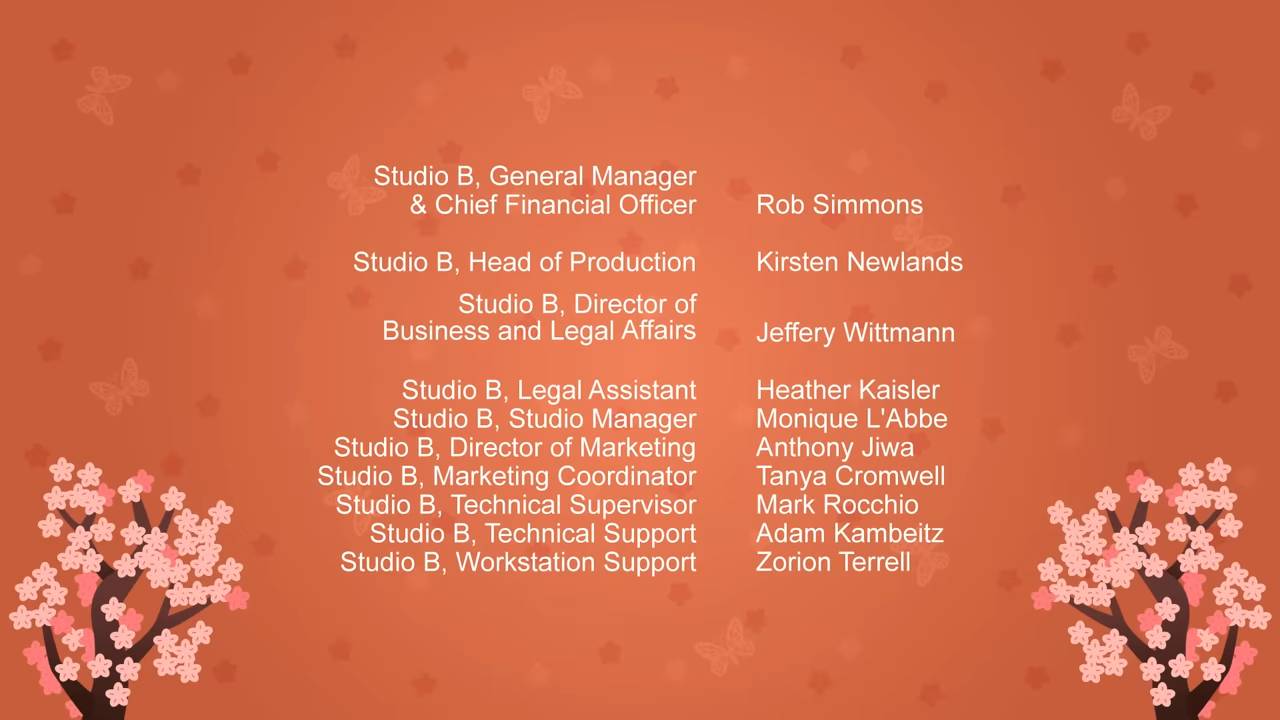 Studio B, General Manager
& Chief Financial Officer Rob Simmons
Studio B, Head of Production Kirsten Newlands
Studio B, Director of
Business and Legal Affairs Jeffery Wittmann
Studio B, Legal Assistant Heather Kaisler
Studio B, Studio Manager Monique L'Abbe
Studio B, Director of Marketing Anthony Jiwa
Studio B, Marketing Coordinator Tanya Cromwell
Studio B, Technical Supervisor Mark Rocchio
Studio B, Technical Support Adam Kambeitz
Studio B, Workstation Support Zorion Terrell